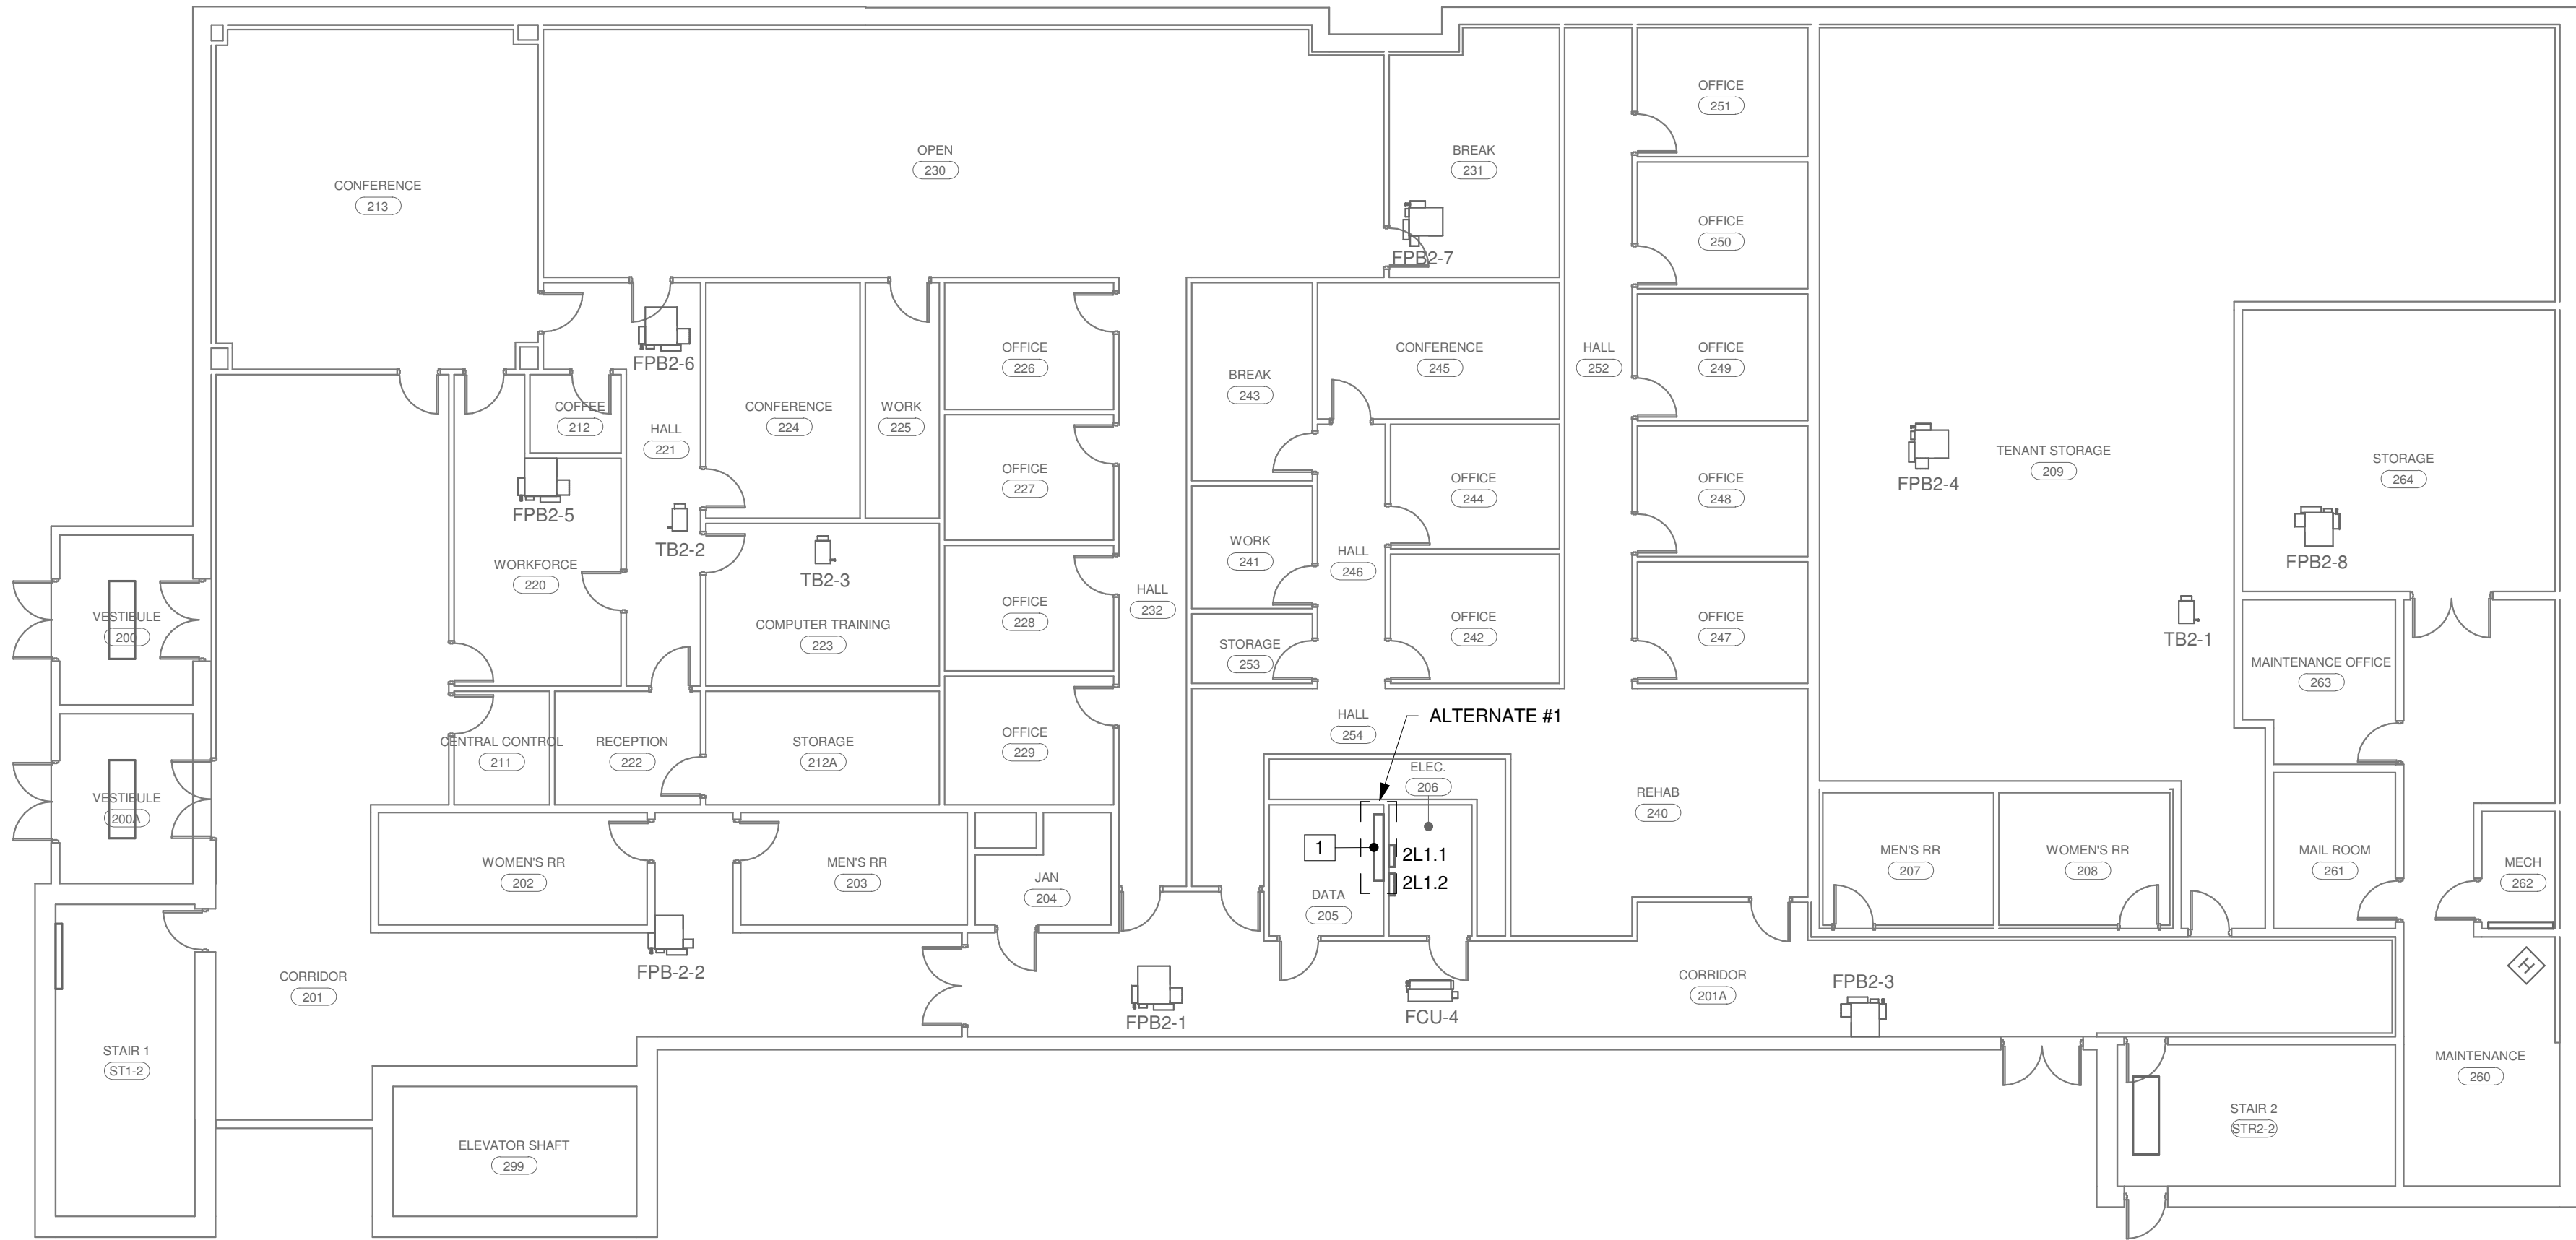 OFFICE
251
OPEN
230
BREAK
231
CONFERENCE
213
OFFICE
250
FPB2-7
FPB2-6
OFFICE
226
BREAK
243
CONFERENCE
245
HALL
252
OFFICE
249
COFFEE
212
CONFERENCE
224
WORK
225
HALL
221
OFFICE
227
OFFICE
244
OFFICE
248
FPB2-4
TENANT STORAGE
209
STORAGE
264
FPB2-5
TB2-2
WORK
241
HALL
246
FPB2-8
WORKFORCE
220
TB2-3
HALL
232
OFFICE
228
VESTIBULE
200
COMPUTER TRAINING
223
STORAGE
253
OFFICE
242
OFFICE
247
TB2-1
MAINTENANCE OFFICE
263
HALL
254
ALTERNATE #1
CENTRAL CONTROL
211
RECEPTION
222
STORAGE
212A
OFFICE
229
ELEC.
206
VESTIBULE
200A
REHAB
240
1
2L1.1
2L1.2
WOMEN'S RR
202
MEN'S RR
203
JAN
204
DATA
205
MEN'S RR
207
WOMEN'S RR
208
MAIL ROOM
261
MECH
262
H
CORRIDOR
201
FPB-2-2
FPB2-1
FCU-4
CORRIDOR
201A
FPB2-3
STAIR 1
ST1-2
MAINTENANCE
260
ELEVATOR SHAFT
299
STAIR 2
STR2-2